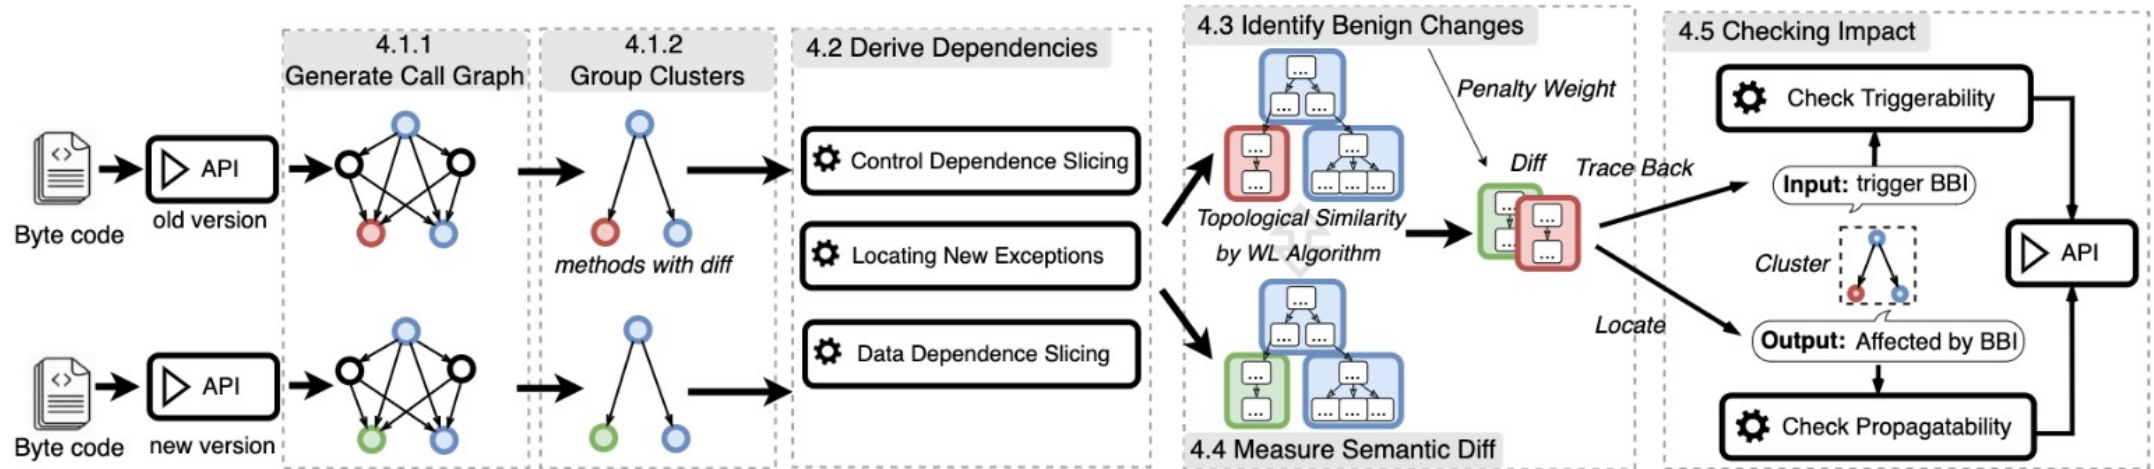 4.1.1
Generate Call Graph
4.1.2
Group Clusters
4.2 Derive Dependencies
4.3 Identify Benign Changes
4.5 Checking Impact
<>
Byte code
API
old version
methods with diff
Control Dependence Slicing
Locating New Exceptions
Data Dependence Slicing
<>
Byte code
API
new version
...
... ...
...
...
...
... ... ...
Topological Similarity
by WL Algorithm
...
... ...
...
...
...
... ... ...
4.4 Measure Semantic Diff
Penalty Weight
Diff
...
...
...
...
Trace Back
Locate
Check Triggerability
Input: trigger BBI
Cluster
Output: Affected by BBI
Check Propagatability
API